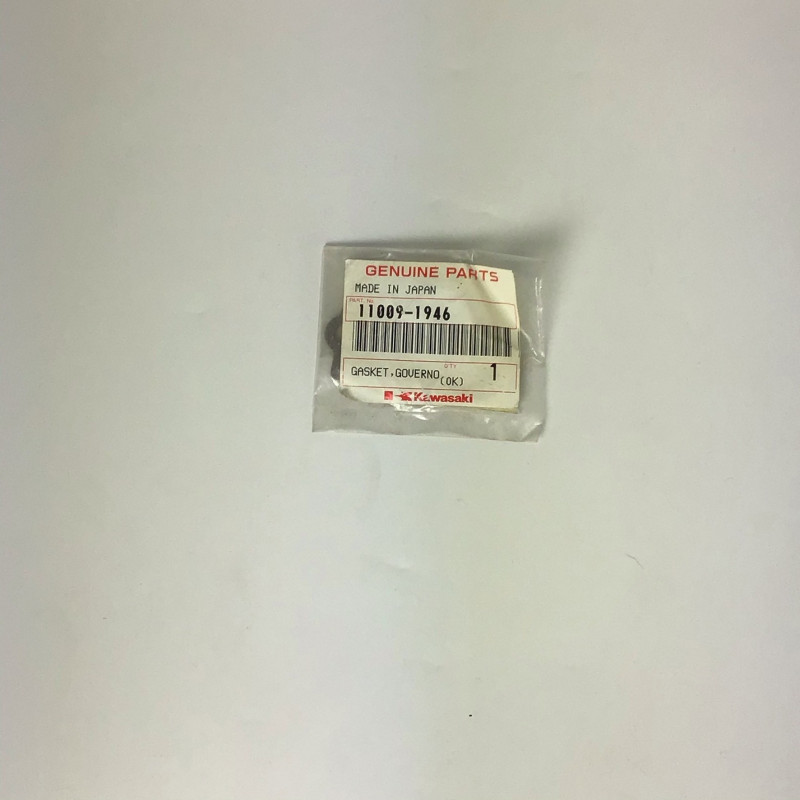 GENUINE PARTS
MADE IN JAPAN
PART No.
11009-1946
GASKET,GOVERNO
(OK)
QTY
1
Kawasaki